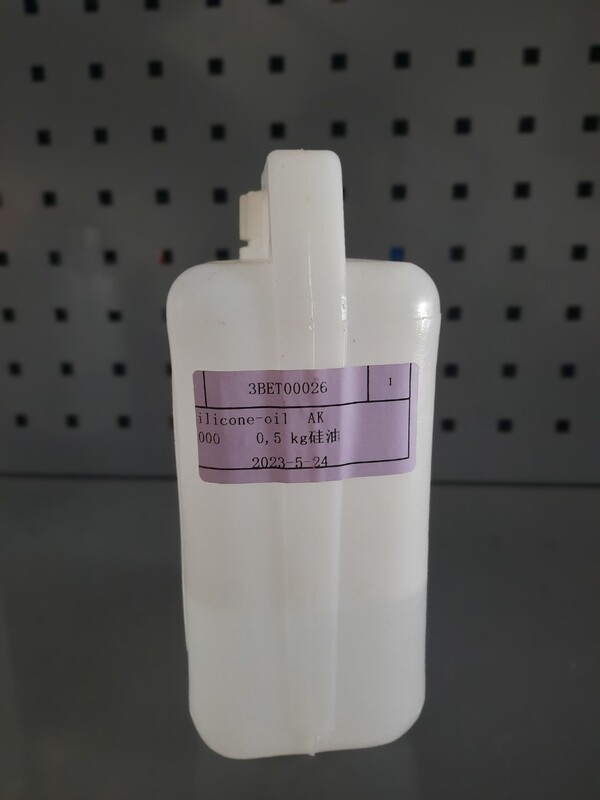 3BET00026 1
ilicone-oil AK
000 0,5 kg硅油
2023-5-24